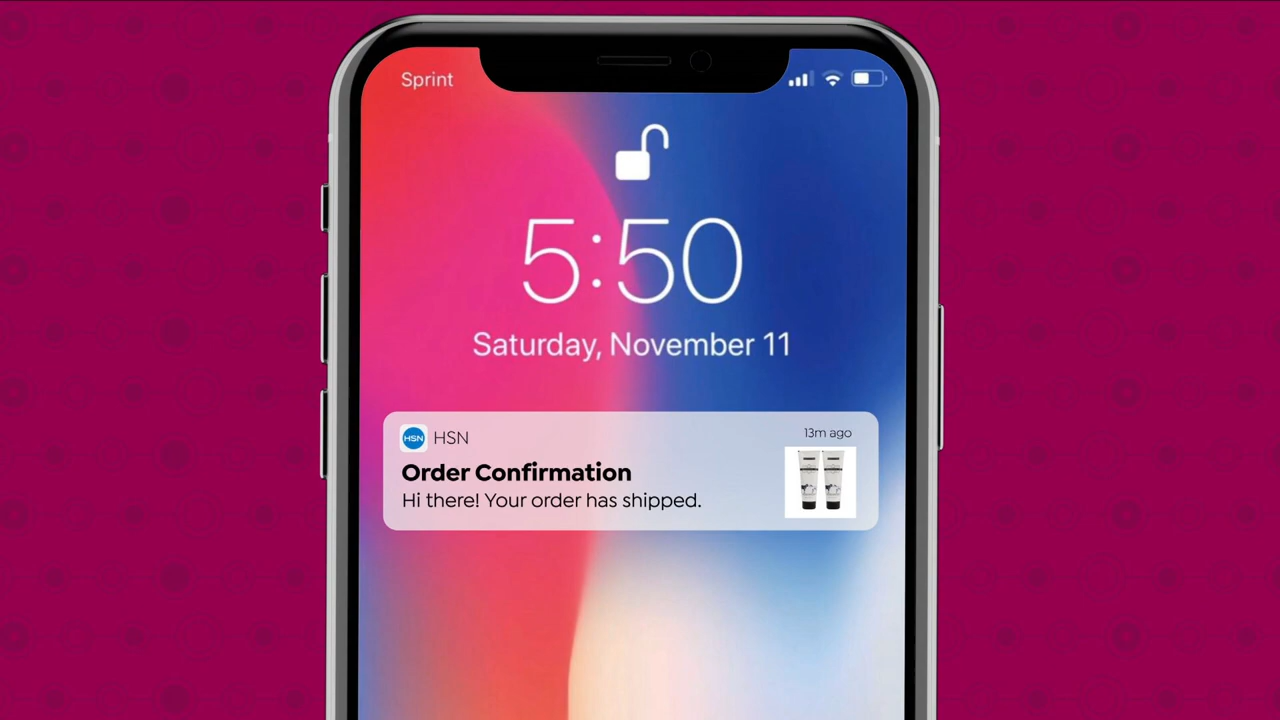 Sprint
5:50
Saturday, November 11
HSN HSN
13m ago
Order Confirmation
Hi there! Your order has shipped.